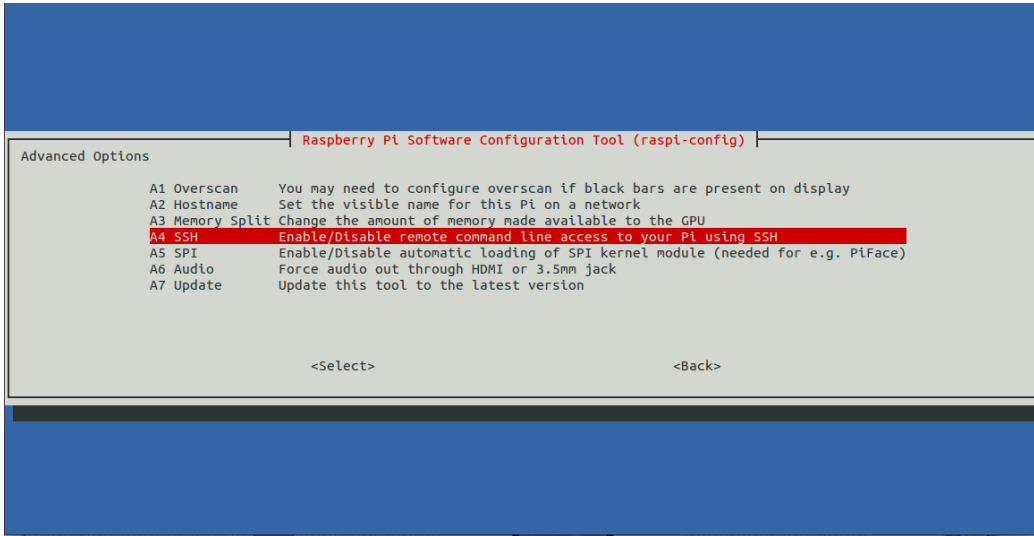 Raspberry Pi Software Configuration Tool (raspi-config)
Advanced Options
A1 Overscan You may need to configure overscan if black bars are present on display
A2 Hostname Set the visible name for this Pi on a network
A3 Memory Split Change the amount of memory made available to the GPU
A4 SSH Enable/Disable remote command line access to your Pi using SSH
A5 SPI Enable/Disable automatic loading of SPI kernel module (needed for e.g. PiFace)
A6 Audio Force audio out through HDMI or 3.5mm jack
A7 Update Update this tool to the latest version
<Select> <Back>